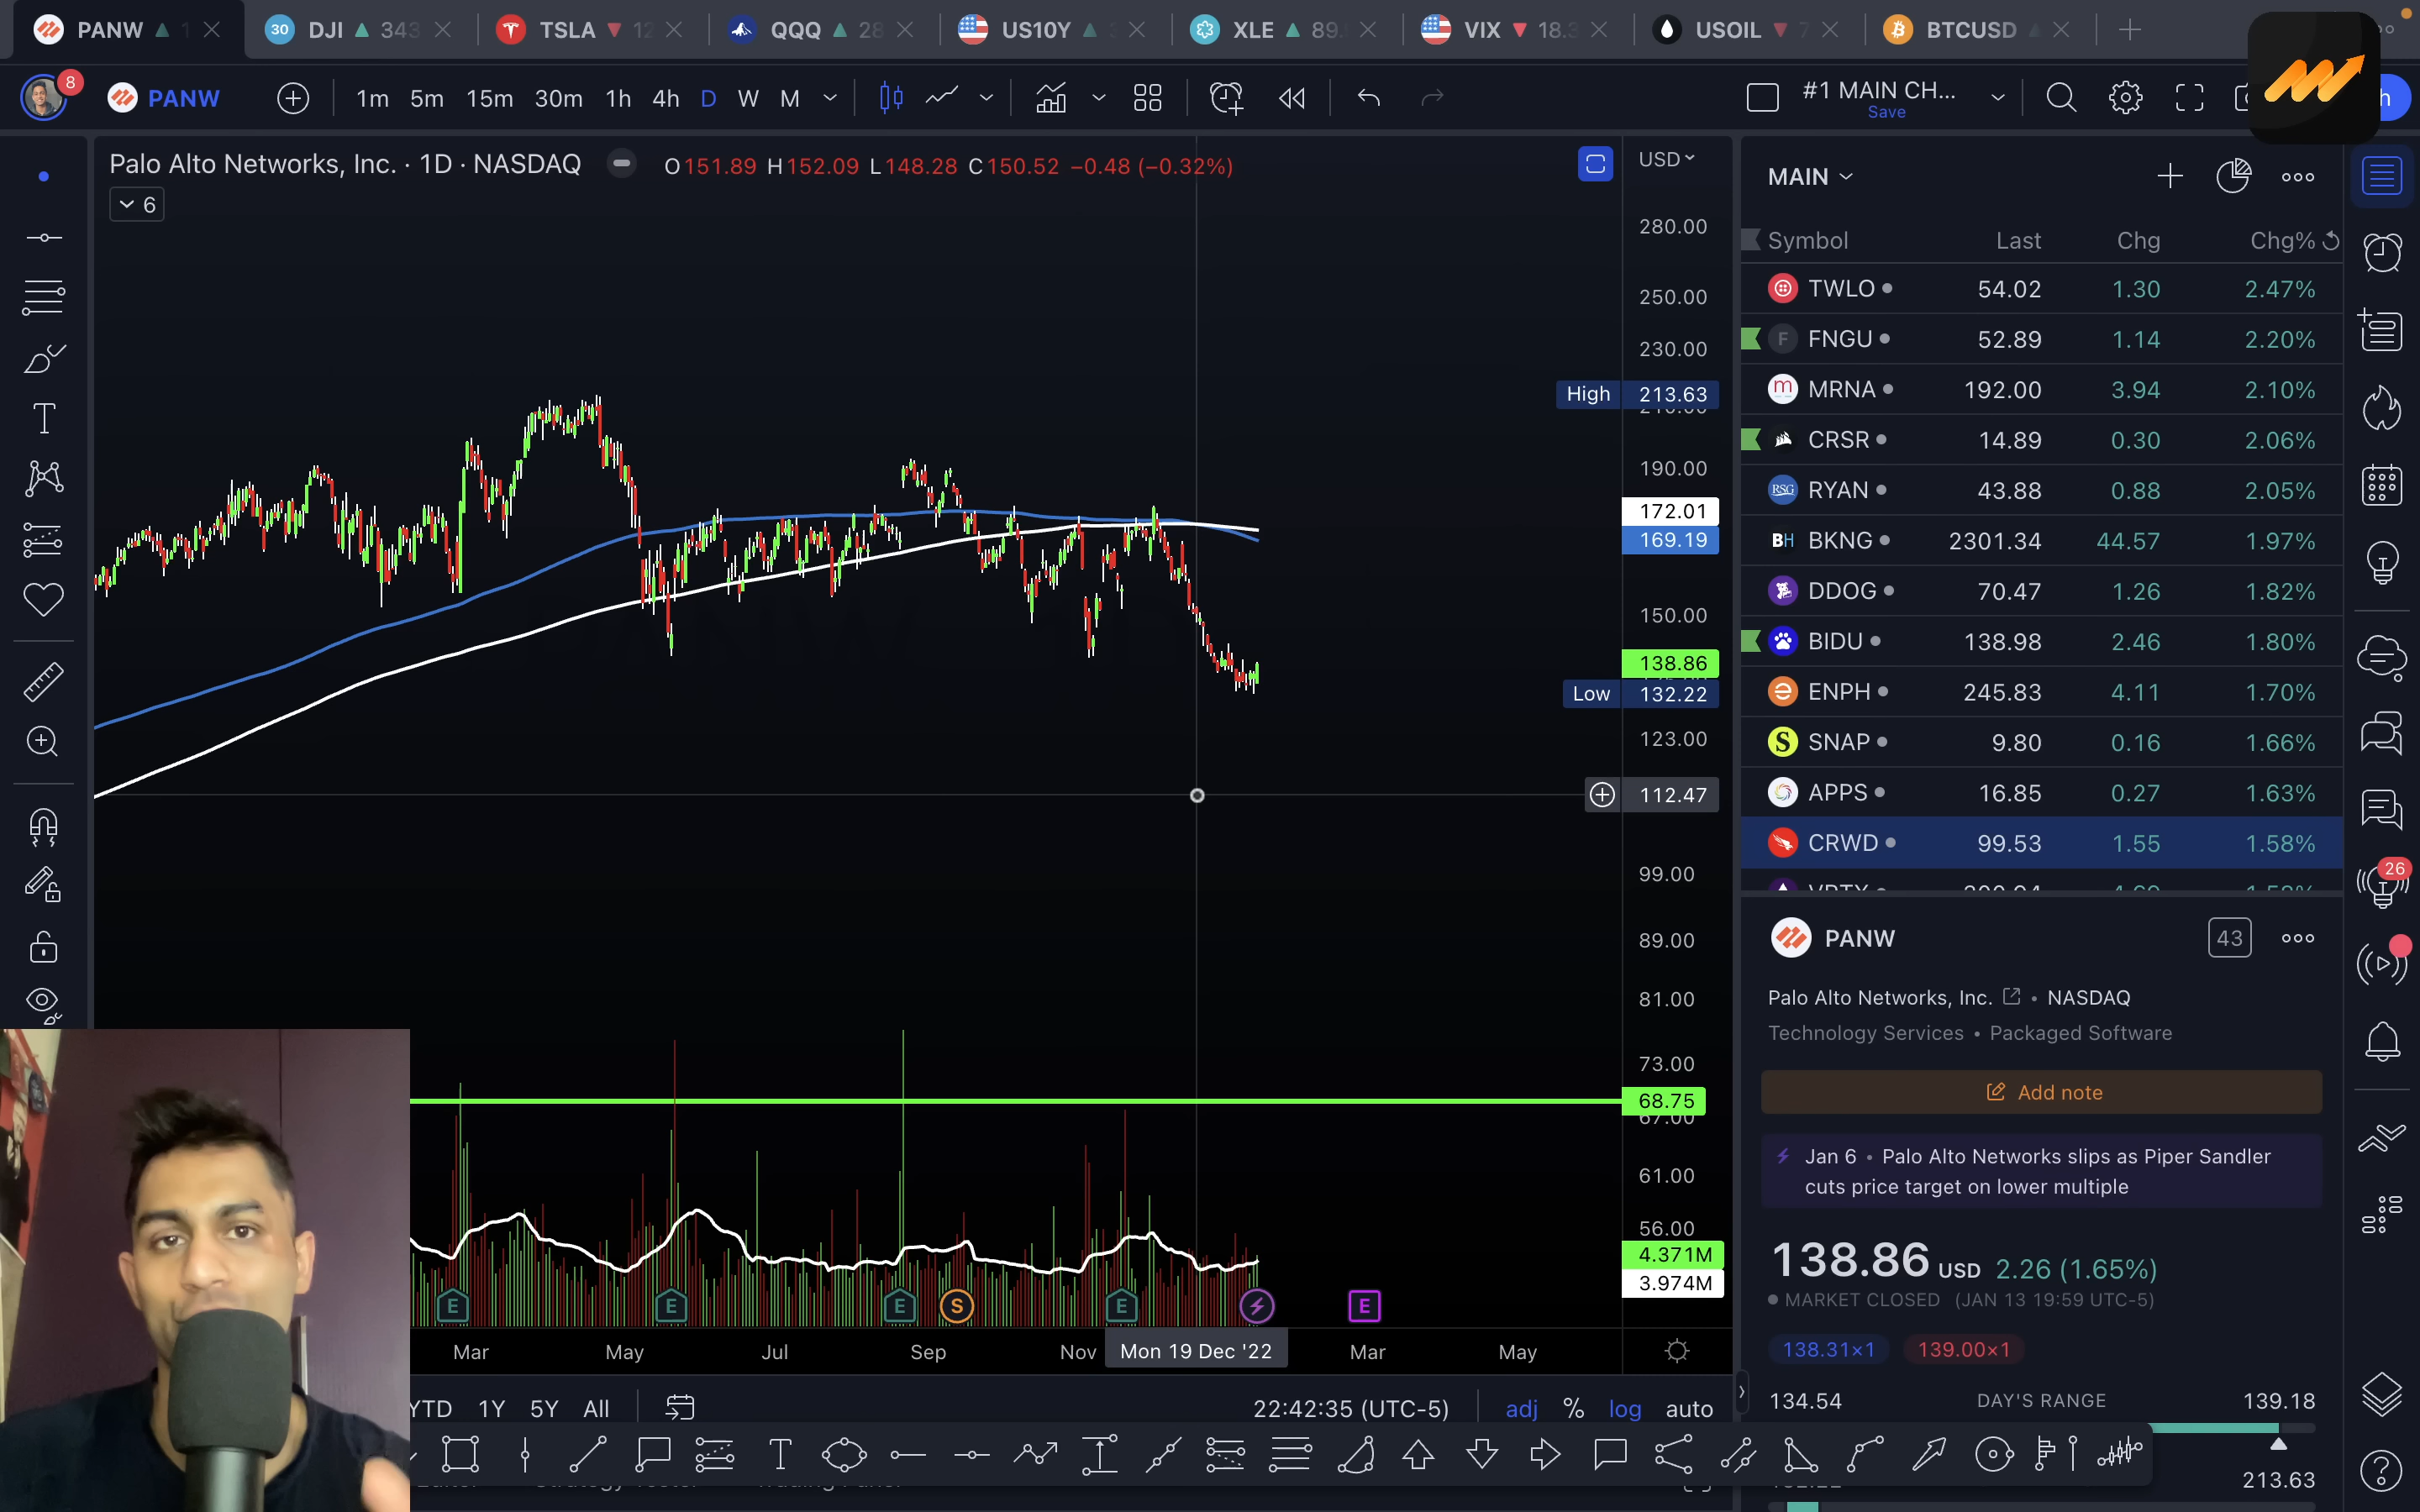 PANW 1 DJI 343 TSLA 12 QQQ 28 US10Y 3 XLE 89. VIX 18.3 USOIL 7 BTCUSD
8 PANW 1m 5m 15m 30m 1h 4h D W M #1 MAIN CH...
Save
Palo Alto Networks, Inc. · 1D · NASDAQ O151.89 H152.09 L148.28 C150.52 −0.48 (−0.32%)
6
USD
280.00
250.00
230.00
High 213.63
190.00
172.01
169.19
150.00
138.86
Low 132.22
123.00
112.47
99.00
89.00
81.00
73.00
68.75
67.00
61.00
56.00
4.371M
3.974M
E E E S E E
Mar May Jul Sep Nov Mon 19 Dec '22 Mar May
YTD 1Y 5Y All 22:42:35 (UTC-5) adj % log auto
MAIN
Symbol Last Chg Chg%
TWLO 54.02 1.30 2.47%
FNGU 52.89 1.14 2.20%
MRNA 192.00 3.94 2.10%
CRSR 14.89 0.30 2.06%
RYAN 43.88 0.88 2.05%
BKNG 2301.34 44.57 1.97%
DDOG 70.47 1.26 1.82%
BIDU 138.98 2.46 1.80%
ENPH 245.83 4.11 1.70%
SNAP 9.80 0.16 1.66%
APPS 16.85 0.27 1.63%
CRWD 99.53 1.55 1.58%
26
PANW 43
Palo Alto Networks, Inc. • NASDAQ
Technology Services • Packaged Software
Add note
Jan 6 • Palo Alto Networks slips as Piper Sandler
cuts price target on lower multiple
138.86 USD 2.26 (1.65%)
MARKET CLOSED (JAN 13 19:59 UTC-5)
138.31×1 139.00×1
134.54 DAY'S RANGE 139.18
213.63